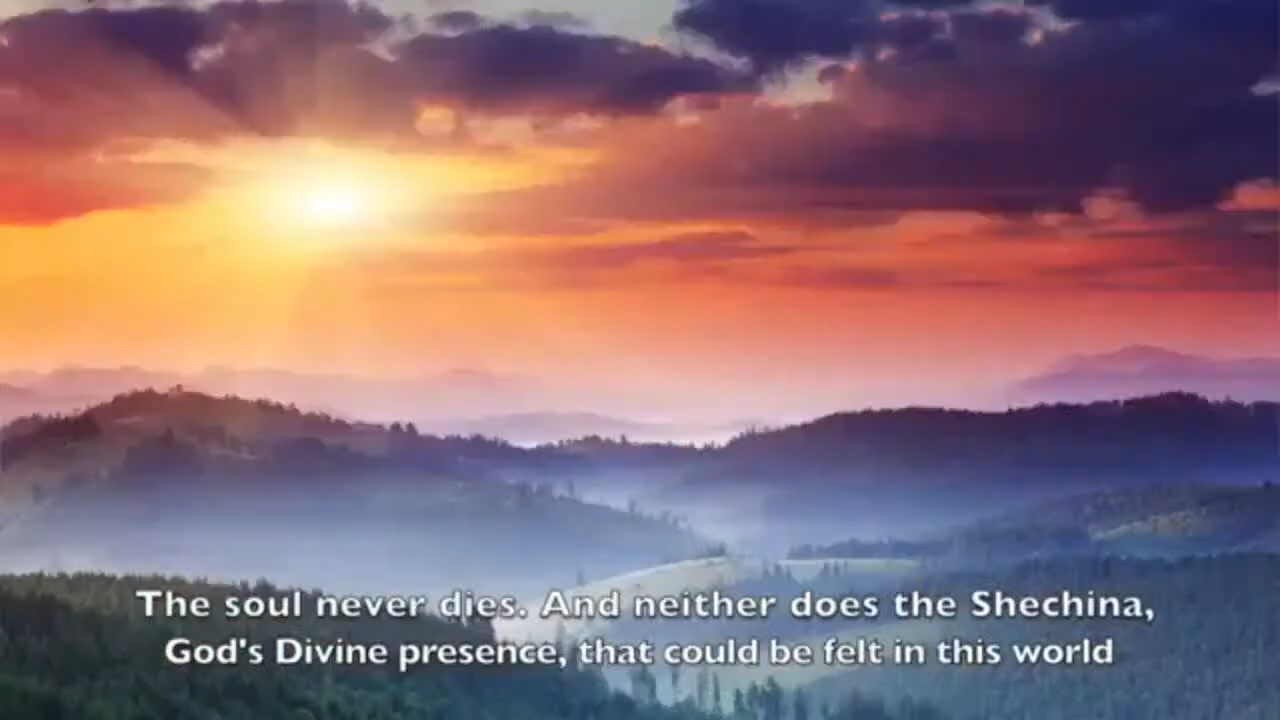 The soul never dies. And neither does the Shechina,
God's Divine presence, that could be felt in this world